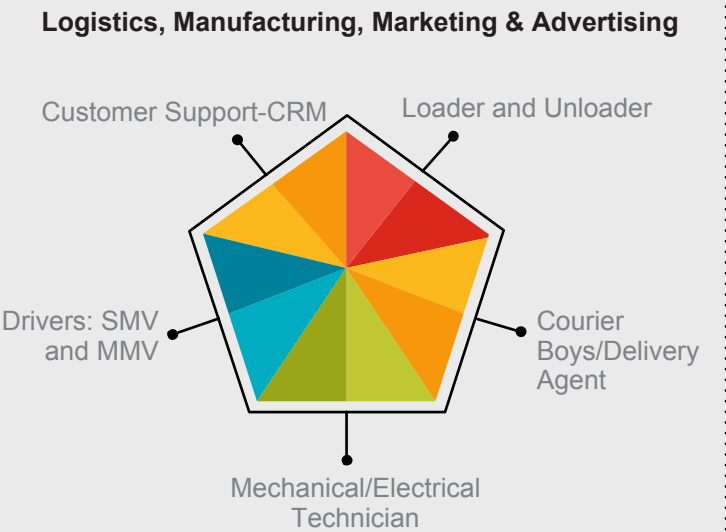 Logistics, Manufacturing, Marketing & Advertising
Customer Support-CRM
Loader and Unloader
Drivers: SMV
and MMV
Courier
Boys/Delivery
Agent
Mechanical/Electrical
Technician